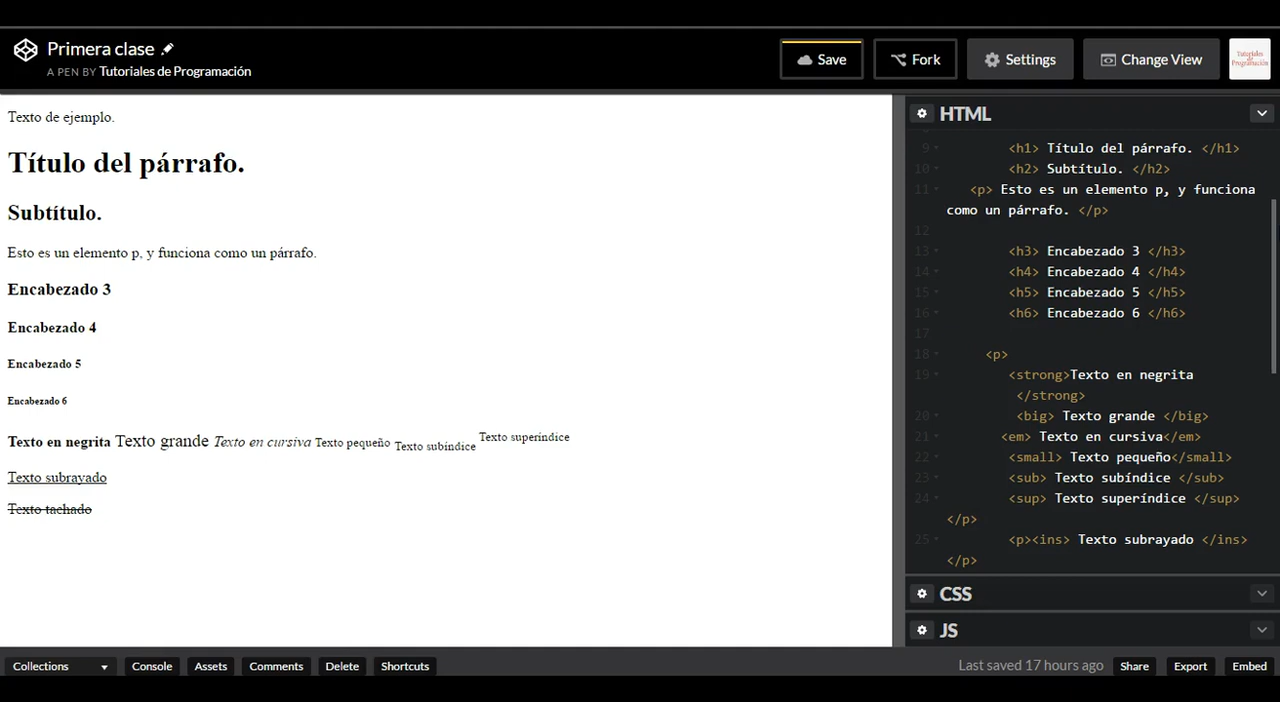 Primera clase
A PEN BY Tutoriales de Programación
Save
Fork
Settings
Change View
Tutoriales de Programación
Texto de ejemplo.
Título del párrafo.
Subtítulo.
Esto es un elemento p, y funciona como un párrafo.
Encabezado 3
Encabezado 4
Encabezado 5
Encabezado 6
Texto en negrita Texto grande Texto en cursiva Texto pequeño Texto subíndice Texto superíndice
Texto subrayado
Texto tachado
HTML
9 <h1> Título del párrafo. </h1>
10 <h2> Subtítulo. </h2>
11 <p> Esto es un elemento p, y funciona
como un párrafo. </p>
12
13 <h3> Encabezado 3 </h3>
14 <h4> Encabezado 4 </h4>
15 <h5> Encabezado 5 </h5>
16 <h6> Encabezado 6 </h6>
17
18 <p>
19 <strong>Texto en negrita
</strong>
20 <big> Texto grande </big>
21 <em> Texto en cursiva</em>
22 <small> Texto pequeño</small>
23 <sub> Texto subíndice </sub>
24 <sup> Texto superíndice </sup>
</p>
25 <p><ins> Texto subrayado </ins>
</p>
CSS
JS
Collections
Console
Assets
Comments
Delete
Shortcuts
Last saved 17 hours ago
Share
Export
Embed